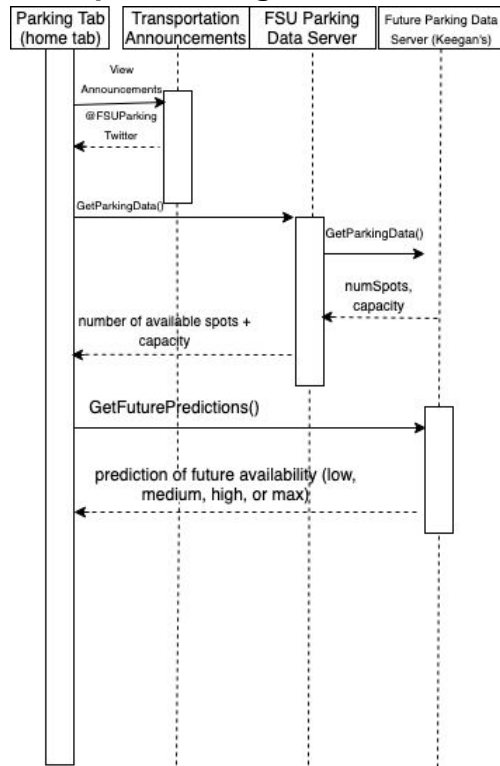 Parking Tab
(home tab)
Transportation
Announcements
FSU Parking
Data Server
Future Parking Data
Server (Keegan's)
View
Announcements
@FSUParking
Twitter
GetParkingData()
GetParkingData()
numSpots,
capacity
number of available spots +
capacity
GetFuturePredictions()
prediction of future availability (low,
medium, high, or max)